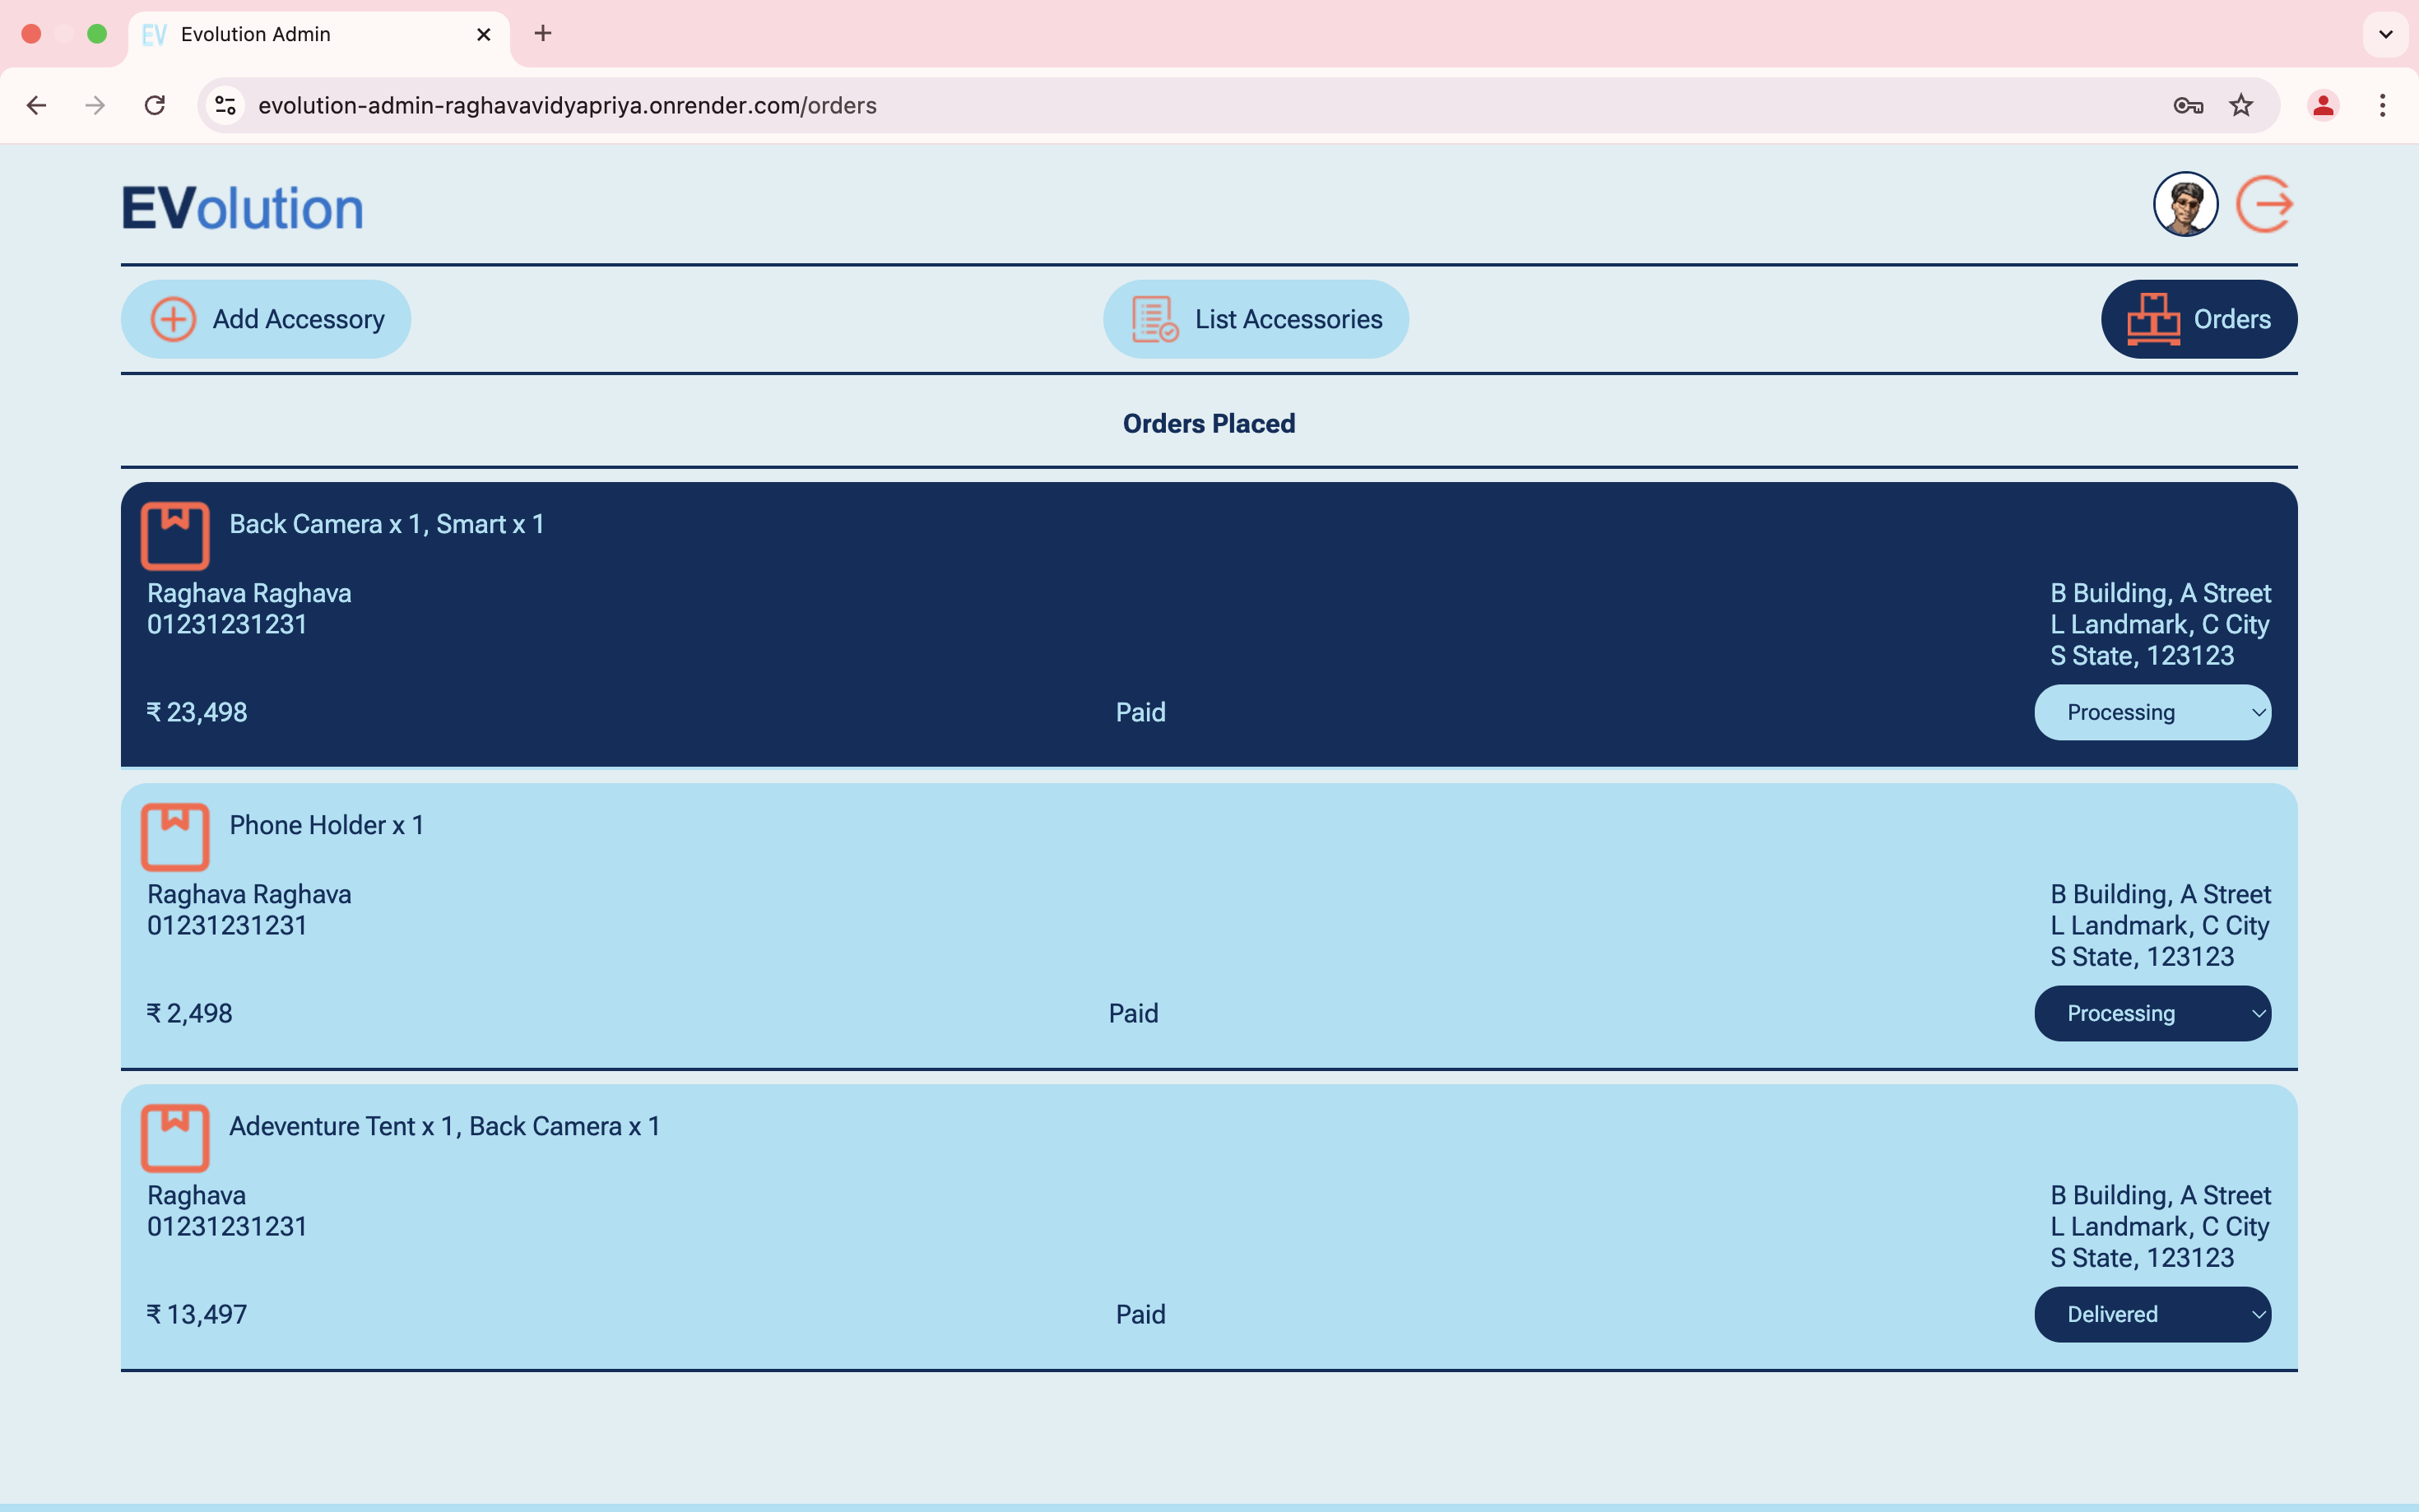 EV Evolution Admin
evolution-admin-raghavavidyapriya.onrender.com/orders
EVolution
Add Accessory
List Accessories
Orders
Orders Placed
Back Camera x 1, Smart x 1
Raghava Raghava
01231231231
B Building, A Street
L Landmark, C City
S State, 123123
₹ 23,498
Paid
Processing
Phone Holder x 1
Raghava Raghava
01231231231
B Building, A Street
L Landmark, C City
S State, 123123
₹ 2,498
Paid
Processing
Adeventure Tent x 1, Back Camera x 1
Raghava
01231231231
B Building, A Street
L Landmark, C City
S State, 123123
₹ 13,497
Paid
Delivered